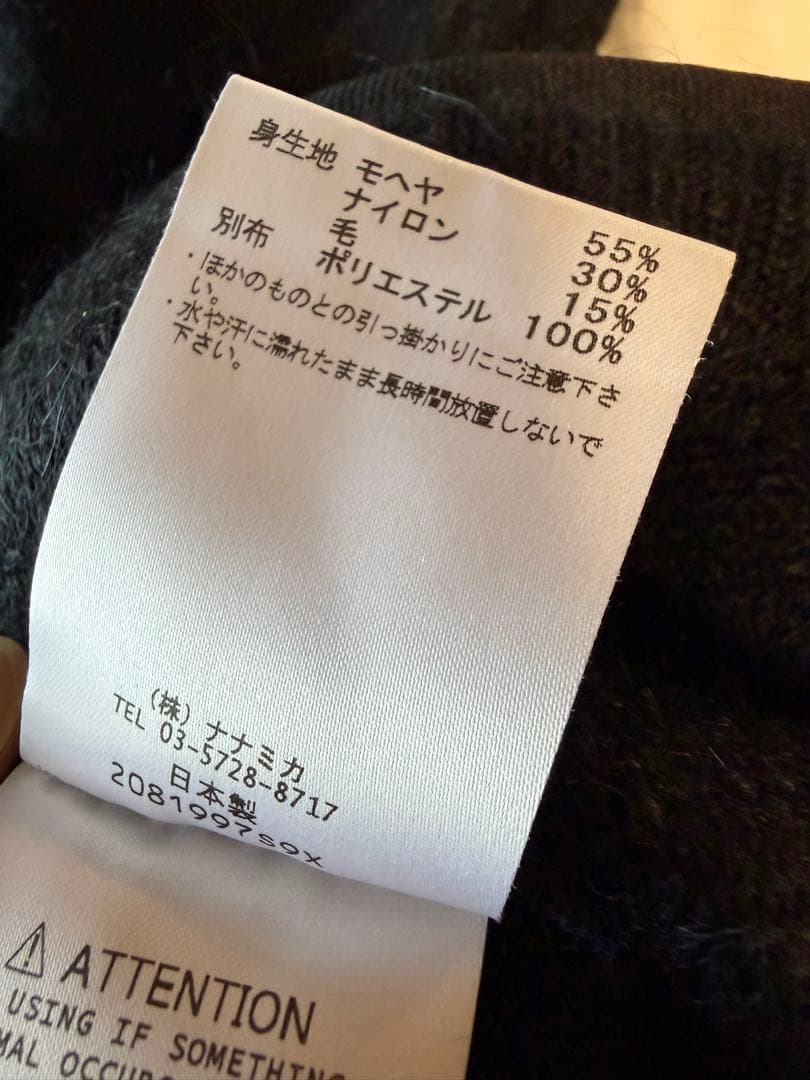 身生地 モヘヤ 55%
ナイロン 30%
毛 15%
別布 ポリエステル 100%
・ほかのものとの引っ掛かりにご注意下さ
い。
・水や汗に濡れたまま長時間放置しないで
下さい。
(株)ナナミカ
TEL 03-5728-8717
日本製
2081997S9X
ATTENTION
USING IF SOMETHING